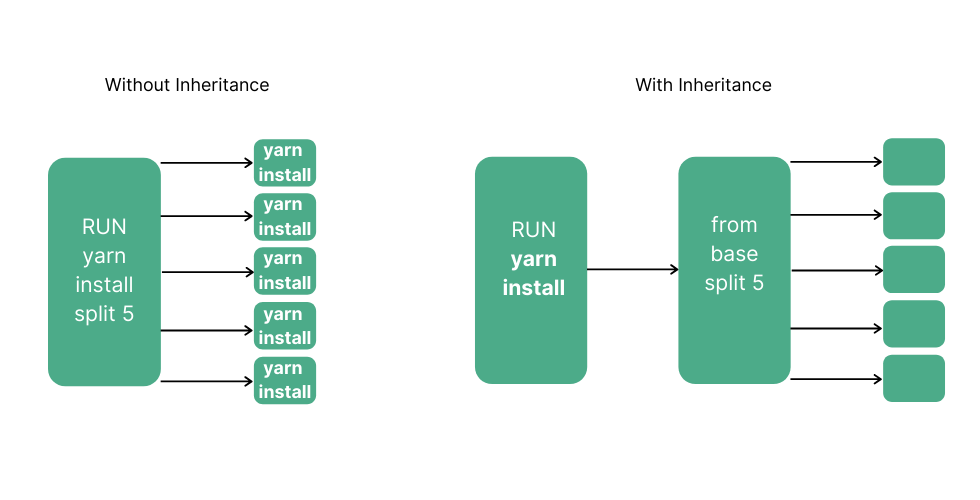 Without Inheritance
RUN
yarn
install
split 5
yarn
install
yarn
install
yarn
install
yarn
install
yarn
install
With Inheritance
RUN
yarn
install
from
base
split 5